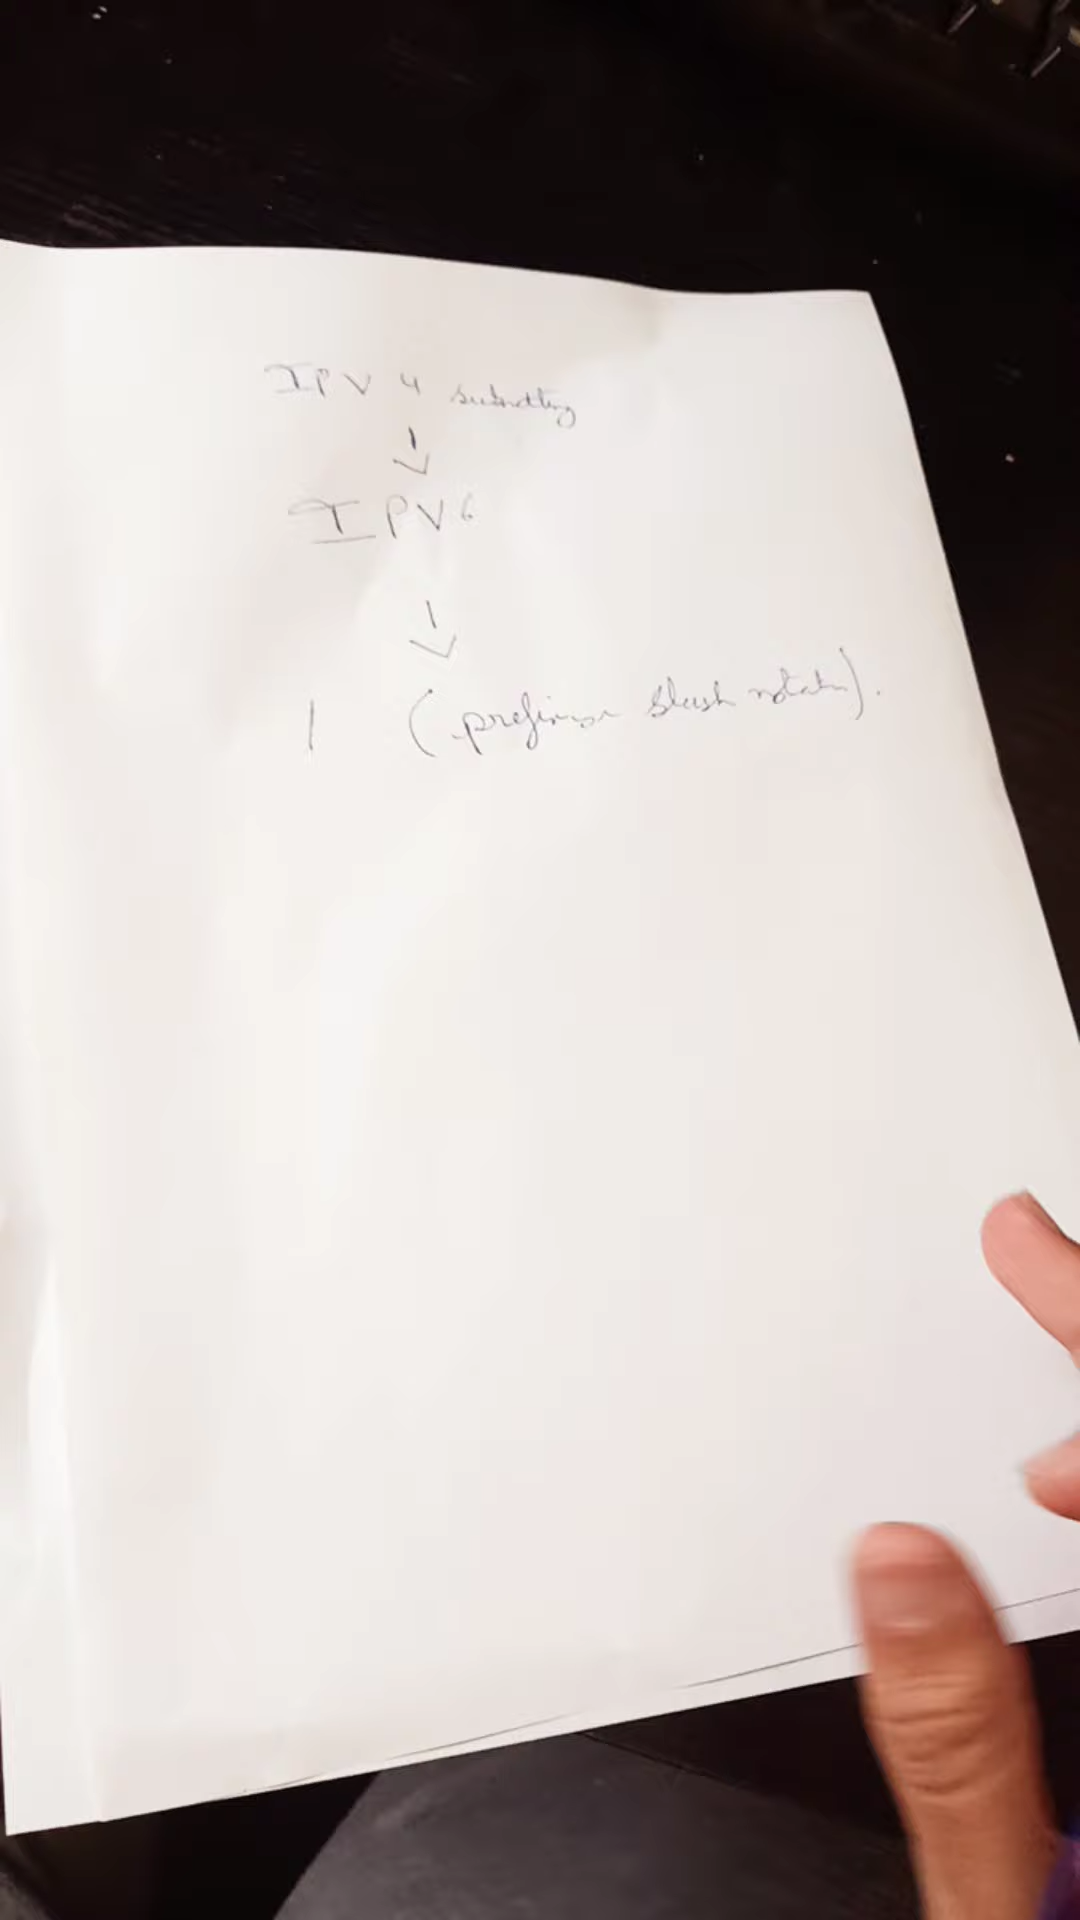 IPV 4 subnetting
IPV6
/ (prefix or slash notation).